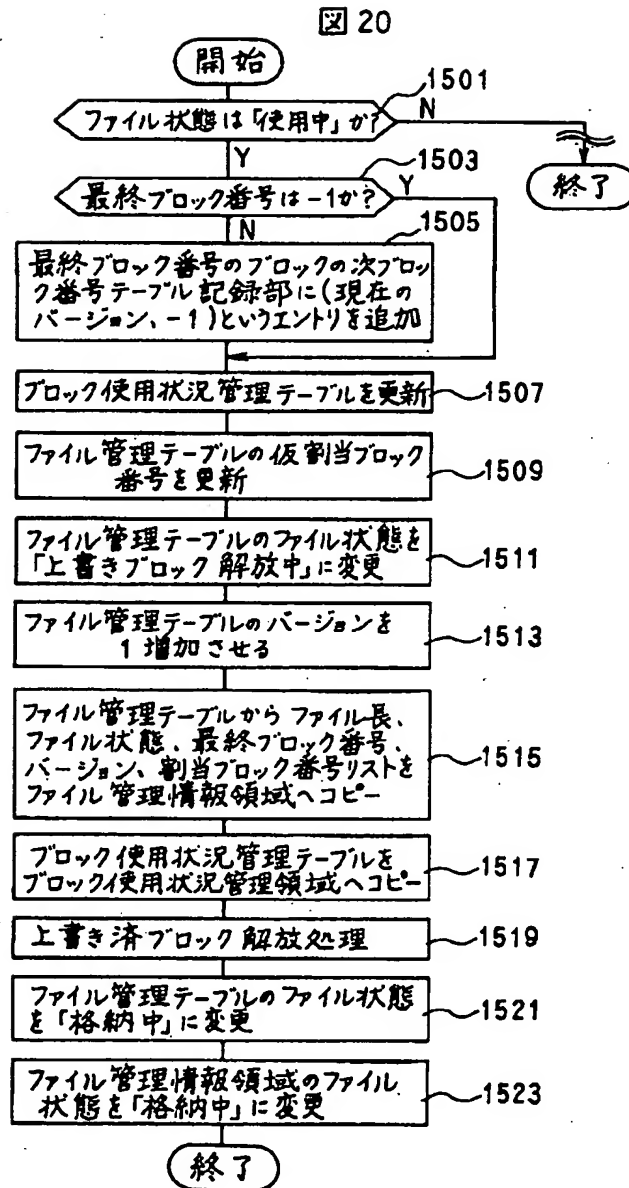 図20
開始
1501
ファイル状態は「使用中」か?
N
Y
終了
1503
最終ブロック番号は-1か?
Y
N
1505
最終ブロック番号のブロックの次ブロッ
ク番号テーブル記録部に(現在の
バージョン、-1)というエントリを追加
ブロック使用状況管理テーブルを更新
1507
ファイル管理テーブルの仮割当ブロック
番号を更新
1509
ファイル管理テーブルのファイル状態を
「上書きブロック解放中」に変更
1511
ファイル管理テーブルのバージョンを
1増加させる
1513
ファイル管理テーブルからファイル長、
ファイル状態、最終ブロック番号、
バージョン、割当ブロック番号リストを
ファイル管理情報領域へコピー
1515
ブロック使用状況管理テーブルを
ブロック使用状況管理領域へコピー
1517
上書き済ブロック解放処理
1519
ファイル管理テーブルのファイル状態
を「格納中」に変更
1521
ファイル管理情報領域のファイル
状態を「格納中」に変更
1523
終了